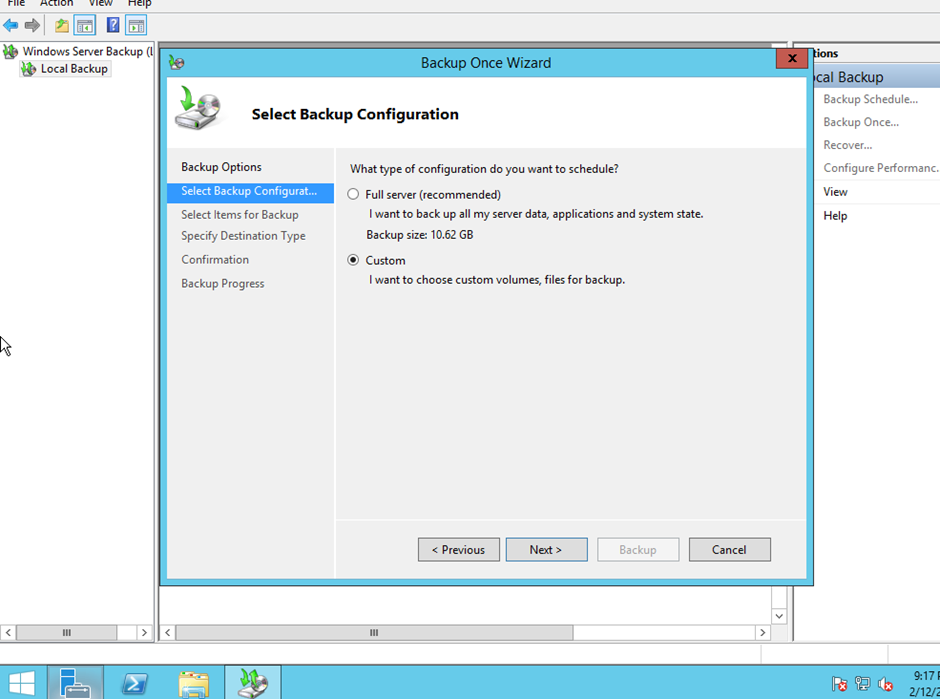 File Action View Help
Windows Server Backup (L
Local Backup
Backup Once Wizard
x
Select Backup Configuration
Backup Options
Select Backup Configurat...
Select Items for Backup
Specify Destination Type
Confirmation
Backup Progress
What type of configuration do you want to schedule?
Full server (recommended)
I want to back up all my server data, applications and system state.
Backup size: 10.62 GB
Custom
I want to choose custom volumes, files for backup.
< Previous
Next >
Backup
Cancel
tions
ocal Backup
Backup Schedule...
Backup Once...
Recover...
Configure Performanc.
View
Help
9:17
2/12/2